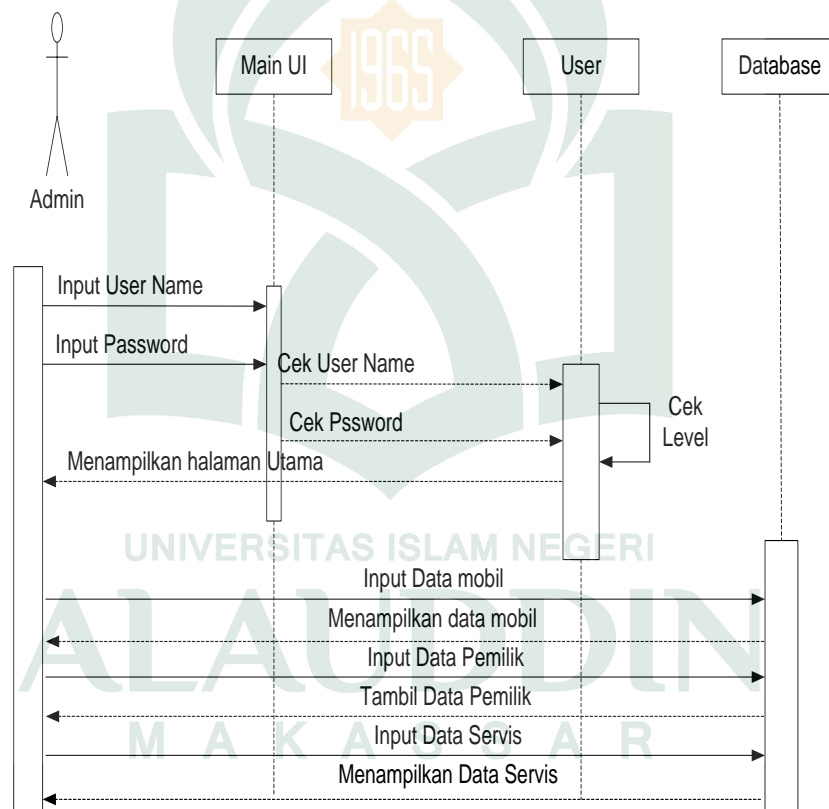 1965
Main UI
User
Database
Admin
Input User Name
Input Password
Cek User Name
Cek
Level
Cek Pssword
Menampilkan halaman Utama
UNIVERSITAS ISLAM NEGERI
Input Data mobil
ALAUDDIN
Menampilkan data mobil
Input Data Pemilik
Tambil Data Pemilik
MAKASSAR
Input Data Servis
Menampilkan Data Servis